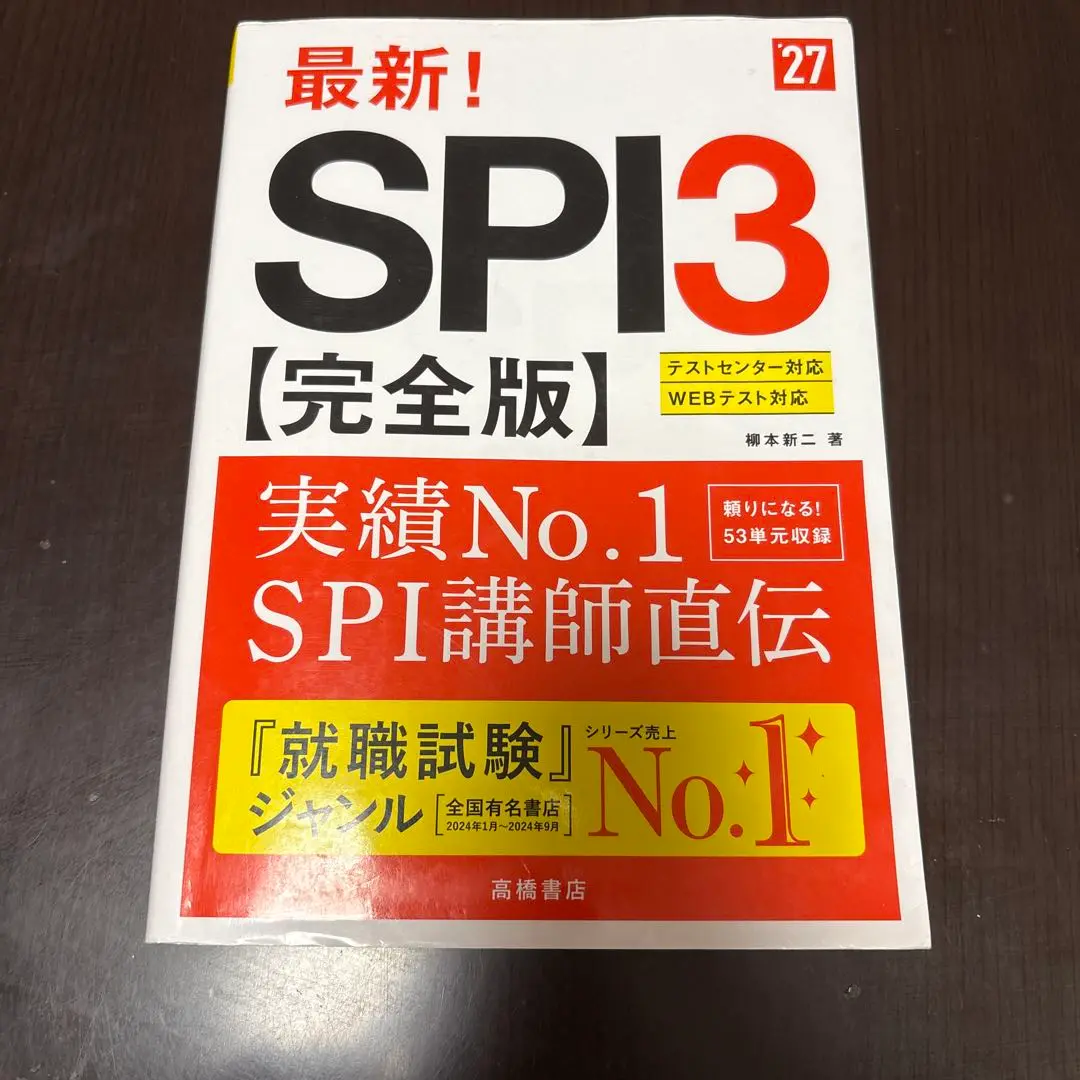 最新!
'27
SPI3
【完全版】
テストセンター対応
WEBテスト対応
柳本新二 著
実績No.1
頼りになる!
53単元収録
SPI講師直伝
『就職試験』
ジャンル
全国有名書店
2024年1月〜2024年9月
シリーズ売上
No.1
高橋書店